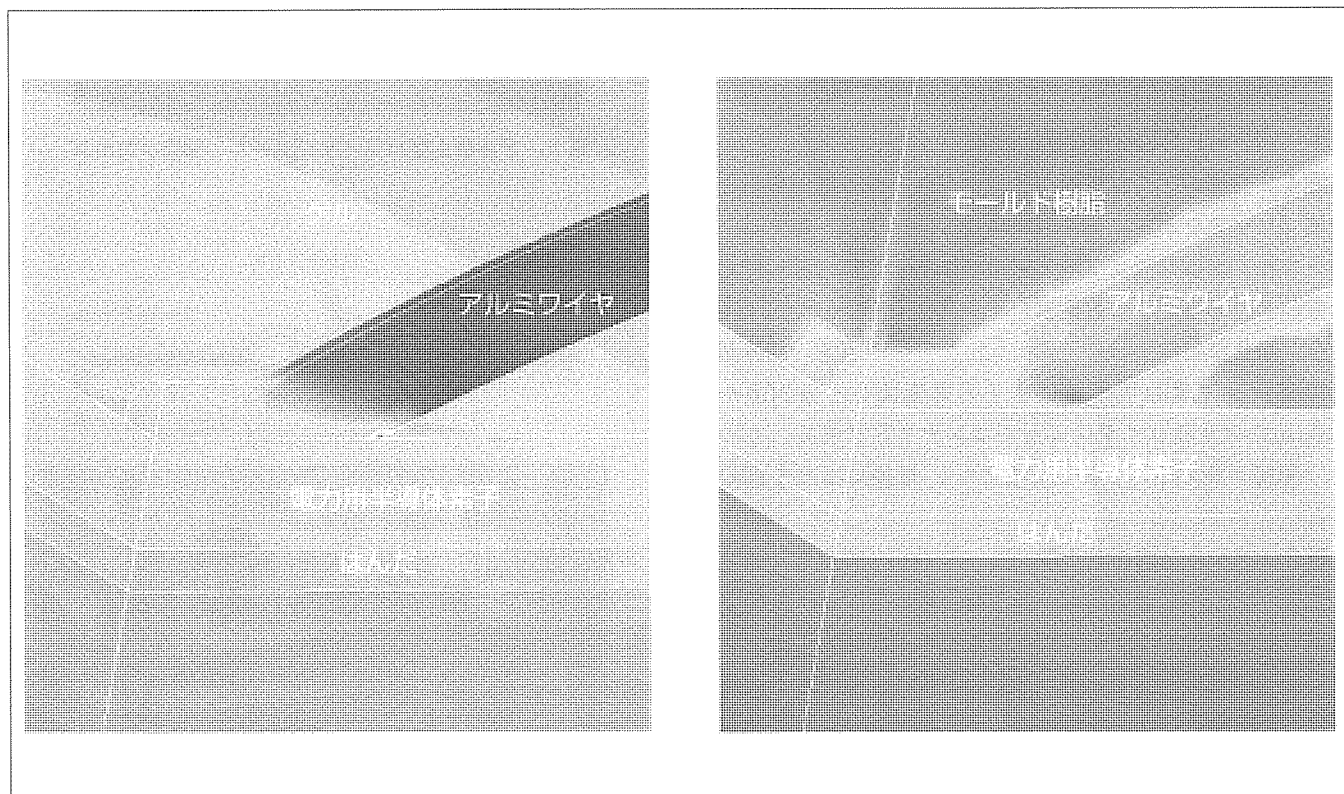 ゲル
アルミワイヤ
電力用半導体素子
はんだ
モールド樹脂
アルミワイヤ
電力用半導体素子
はんだ